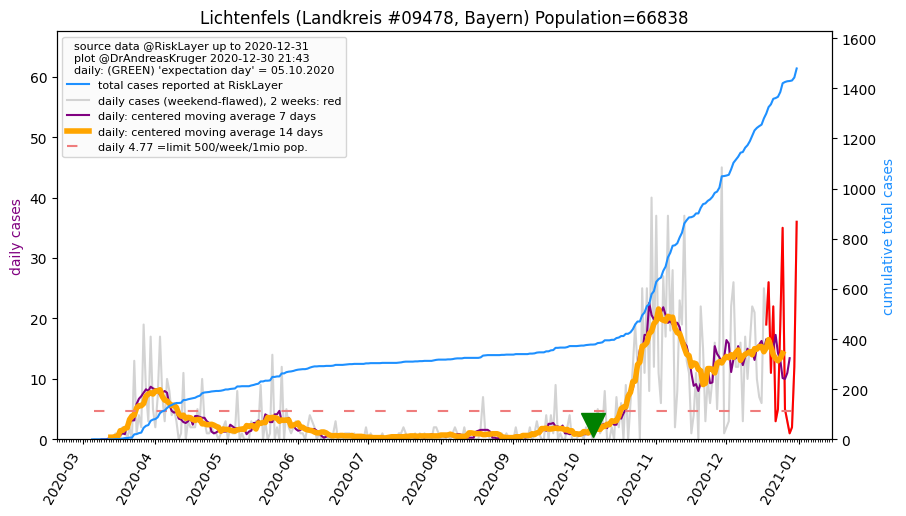 Lichtenfels (Landkreis #09478, Bayern) Population=66838
source data @RiskLayer up to 2020-12-31
plot @DrAndreasKruger 2020-12-30 21:43
daily: (GREEN) 'expectation day' = 05.10.2020
total cases reported at RiskLayer
daily cases (weekend-flawed), 2 weeks: red
daily: centered moving average 7 days
daily: centered moving average 14 days
daily 4.77 =limit 500/week/1mio pop.
daily cases
60
50
40
30
20
10
0
cumulative total cases
1600
1400
1200
1000
800
600
400
200
0
2020-03
2020-04
2020-05
2020-06
2020-07
2020-08
2020-09
2020-10
2020-11
2020-12
2021-01